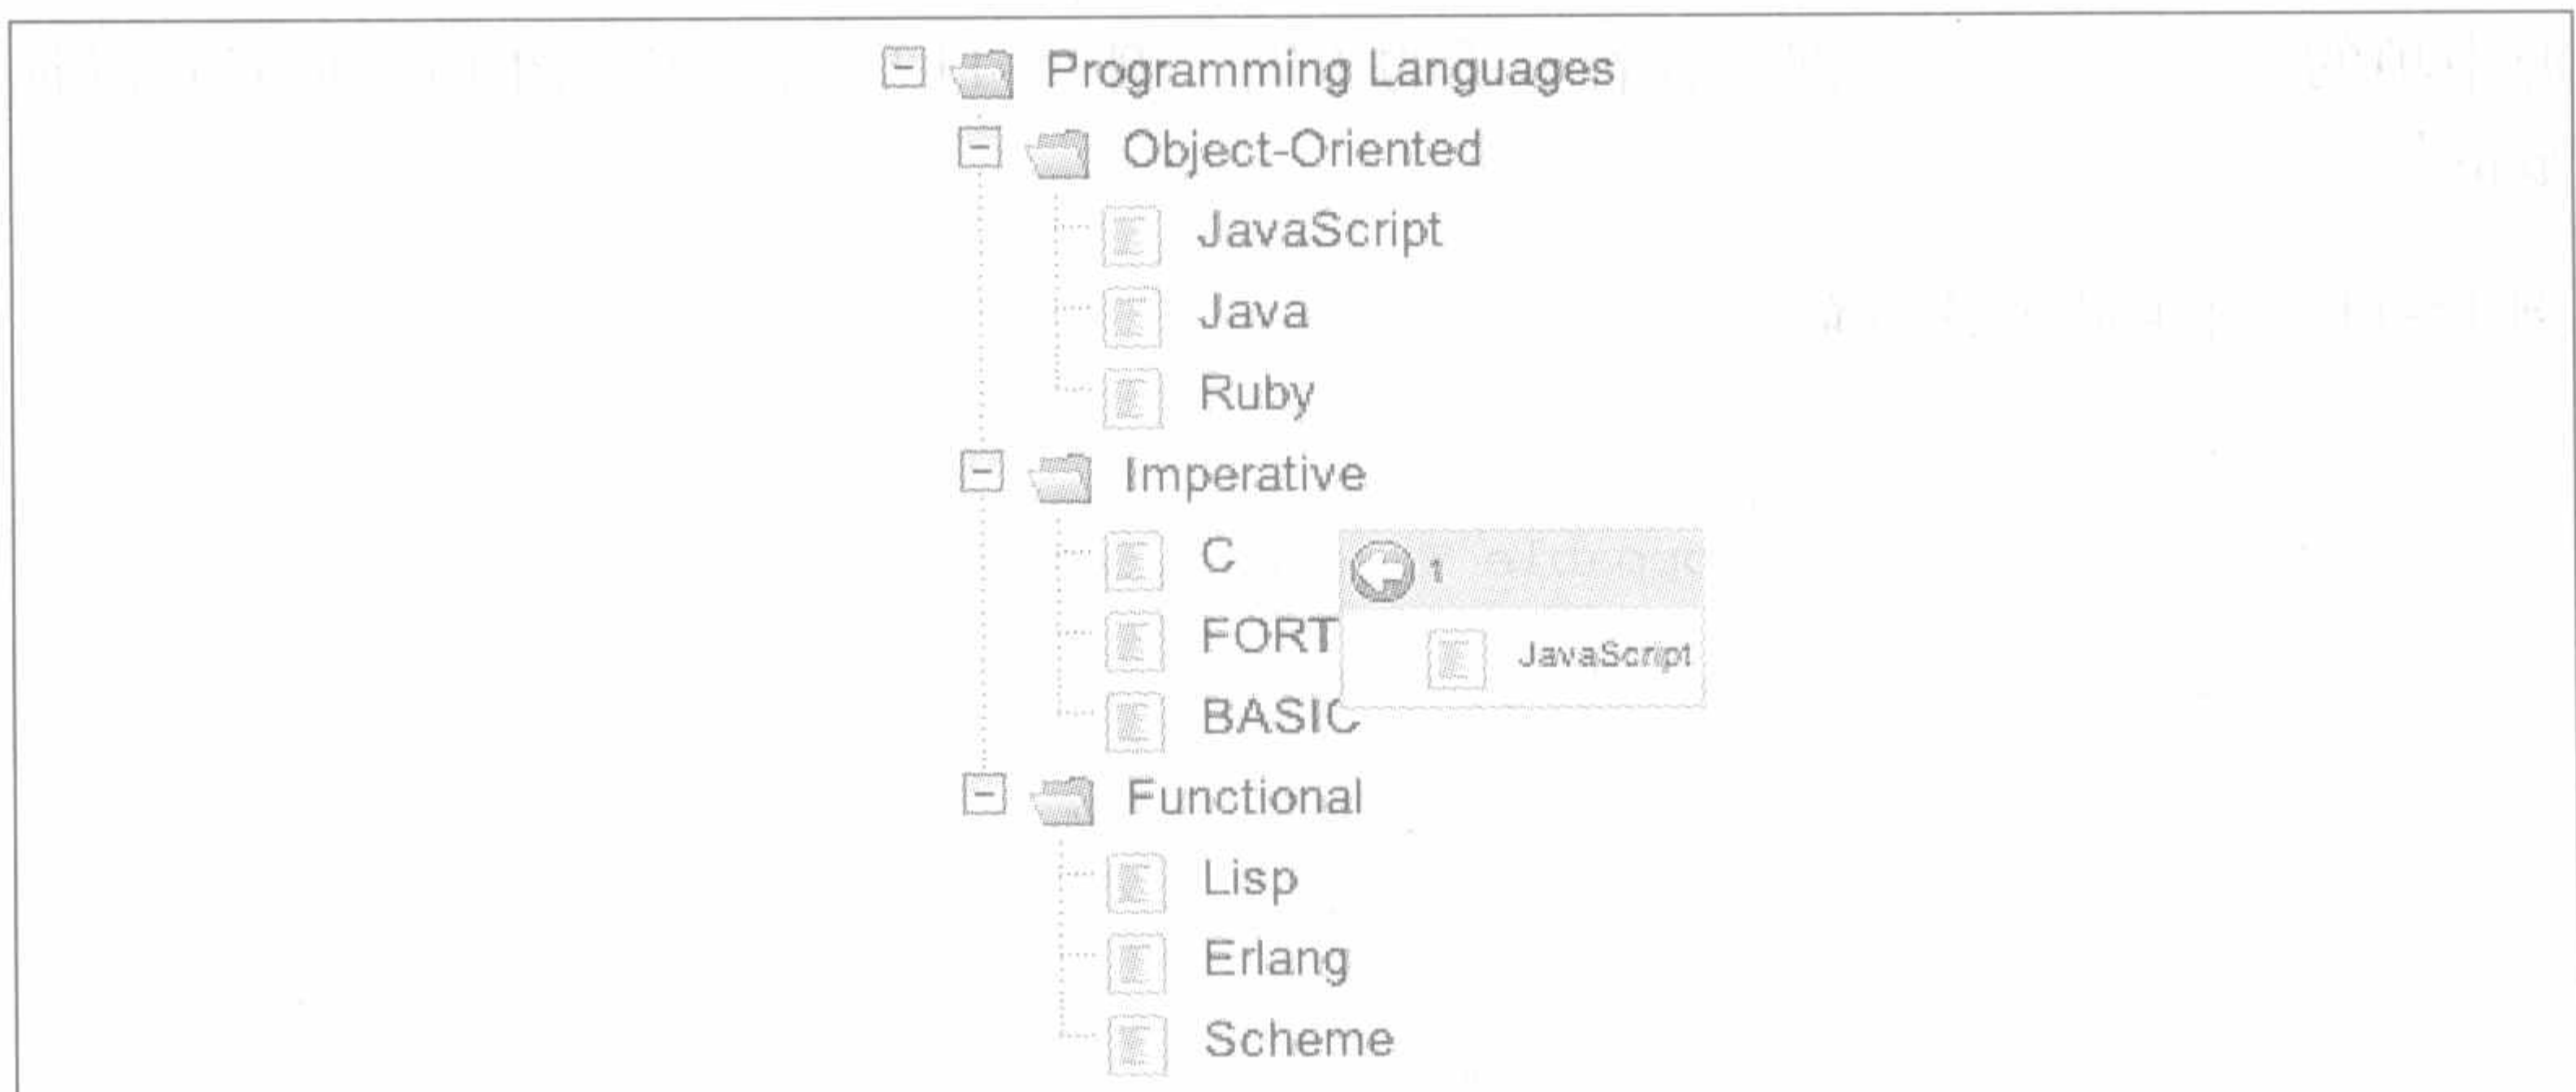 Programming Languages
Object-Oriented
JavaScript
Java
Ruby
Imperative
C
1
FORT
JavaScript
BASIC
Functional
Lisp
Erlang
Scheme